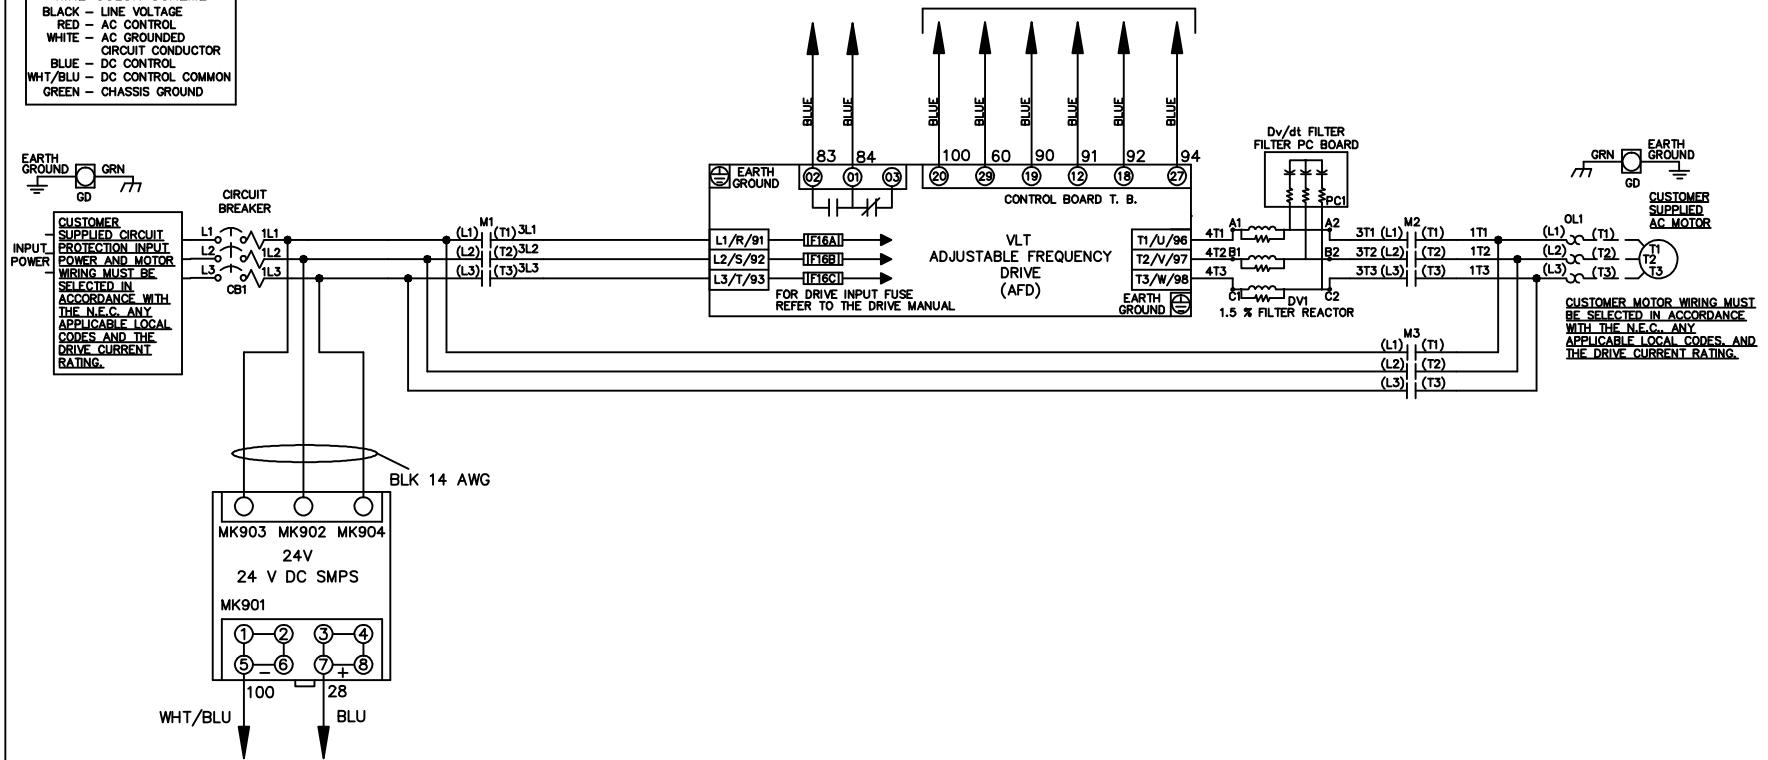 BLACK – LINE VOLTAGE
RED – AC CONTROL
WHITE – AC GROUNDED
CIRCUIT CONDUCTOR
BLUE – DC CONTROL
WHT/BLU – DC CONTROL COMMON
GREEN – CHASSIS GROUND
EARTH
GROUND
GRN
GD
INPUT
POWER
CUSTOMER
SUPPLIED CIRCUIT
PROTECTION INPUT
POWER AND MOTOR
WIRING MUST BE
SELECTED IN
ACCORDANCE WITH
THE N.E.C. ANY
APPLICABLE LOCAL
CODES AND THE
DRIVE CURRENT
RATING.
CIRCUIT
BREAKER
L1 1L1
L2 1L2
L3 1L3
CB1
M1
(L1) (T1) 3L1
(L2) (T2) 3L2
(L3) (T3) 3L3
BLUE BLUE BLUE BLUE BLUE BLUE BLUE BLUE
83 84 100 60 90 91 92 94
EARTH
GROUND
02 01 03 20 29 19 12 18 27
CONTROL BOARD T. B.
L1/R/91 F16A
L2/S/92 F16B
L3/T/93 F16C
FOR DRIVE INPUT FUSE
REFER TO THE DRIVE MANUAL
VLT
ADJUSTABLE FREQUENCY
DRIVE
(AFD)
T1/U/96 4T1
T2/V/97 4T2
T3/W/98 4T3
EARTH
GROUND
Dv/dt FILTER
FILTER PC BOARD
PC1
A1 A2
B1 B2
C1 C2
DV1
1.5 % FILTER REACTOR
M2
3T1 (L1) (T1) 1T1
3T2 (L2) (T2) 1T2
3T3 (L3) (T3) 1T3
M3
(L1) (T1)
(L2) (T2)
(L3) (T3)
GRN
EARTH
GROUND
GD
CUSTOMER
SUPPLIED
AC MOTOR
OL1
(L1) (T1) T1
(L2) (T2) T2
(L3) (T3) T3
CUSTOMER MOTOR WIRING MUST
BE SELECTED IN ACCORDANCE
WITH THE N.E.C., ANY
APPLICABLE LOCAL CODES, AND
THE DRIVE CURRENT RATING.
BLK 14 AWG
MK903 MK902 MK904
24V
24 V DC SMPS
MK901
1 2 3 4
5 – 6 7 + 8
100 28
WHT/BLU BLU